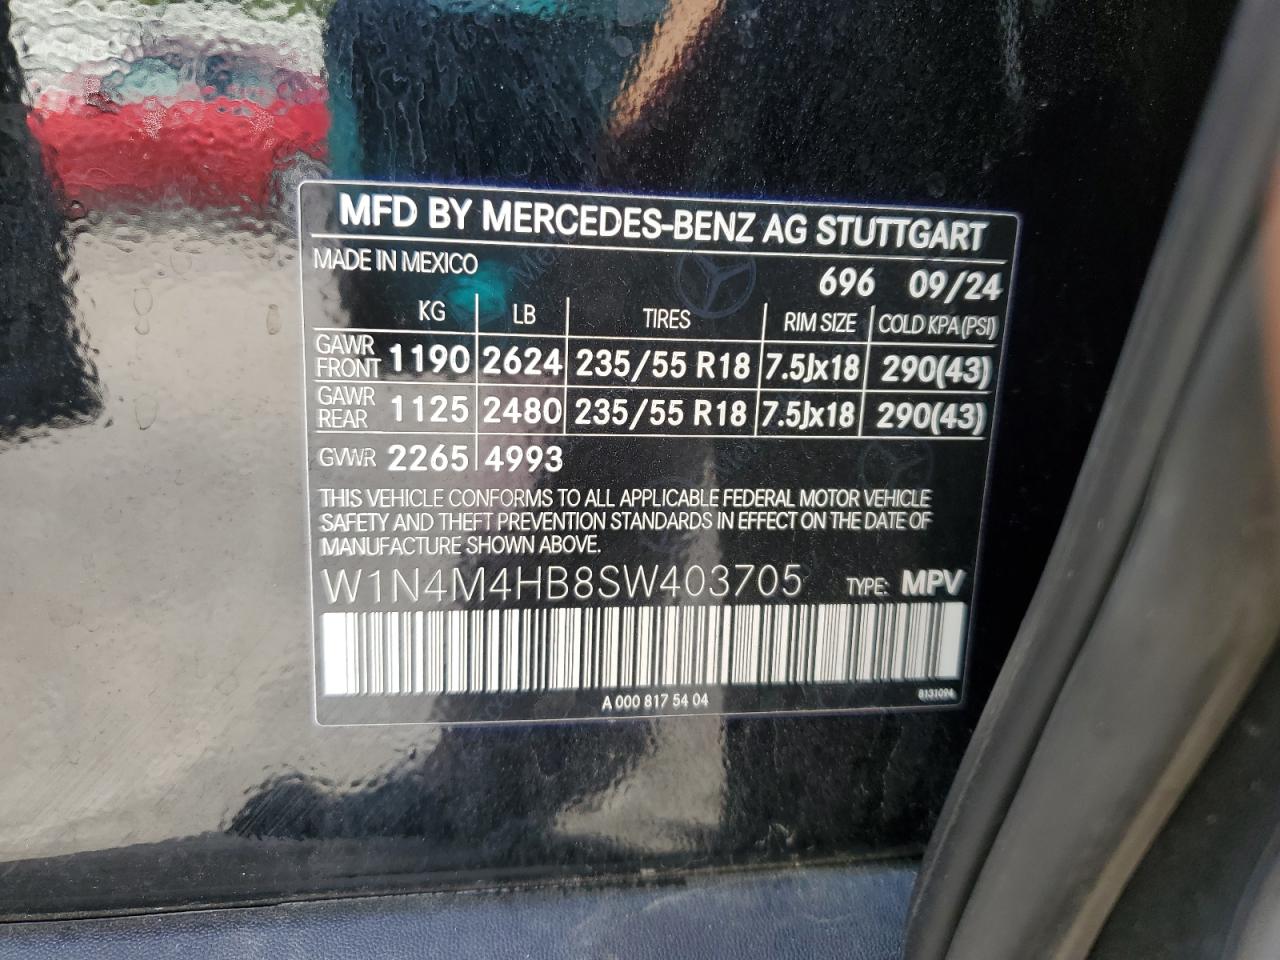 MFD BY MERCEDES-BENZ AG STUTTGART
MADE IN MEXICO
696 09/24
KG LB TIRES RIM SIZE COLD KPA (PSI)
GAWR FRONT 1190 2624 235/55 R18 7.5Jx18 290(43)
GAWR REAR 1125 2480 235/55 R18 7.5Jx18 290(43)
GVWR 2265 4993
THIS VEHICLE CONFORMS TO ALL APPLICABLE FEDERAL MOTOR VEHICLE
SAFETY AND THEFT PREVENTION STANDARDS IN EFFECT ON THE DATE OF
MANUFACTURE SHOWN ABOVE.
W1N4M4HB8SW403705 TYPE: MPV
A 000 817 54 04
8131094